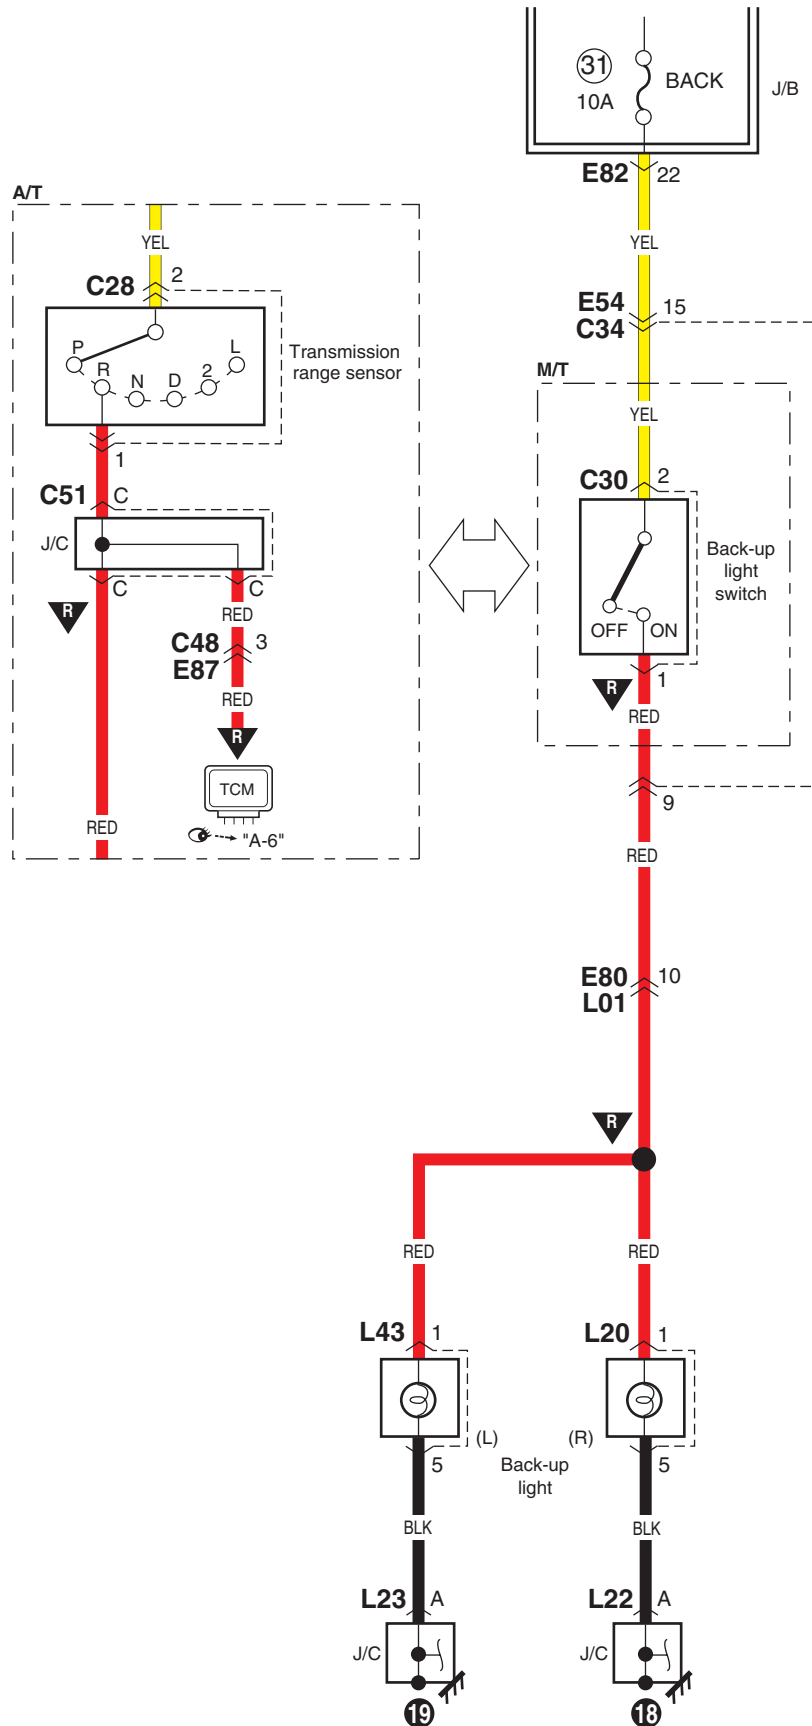 31
10A
BACK
J/B
E82
22
A/T
YEL
YEL
C28
2
E54
15
C34
P
R
N
D
2
L
Transmission
range sensor
M/T
YEL
1
C30
2
C51
C
J/C
Back-up
light
switch
C
C
R
RED
OFF
ON
C48
3
E87
1
R
RED
RED
R
TCM
"A-6"
9
RED
RED
E80
10
L01
R
RED
RED
L43
1
L20
1
(L)
(R)
5
Back-up
light
5
BLK
BLK
L23
A
L22
A
J/C
J/C
19
18